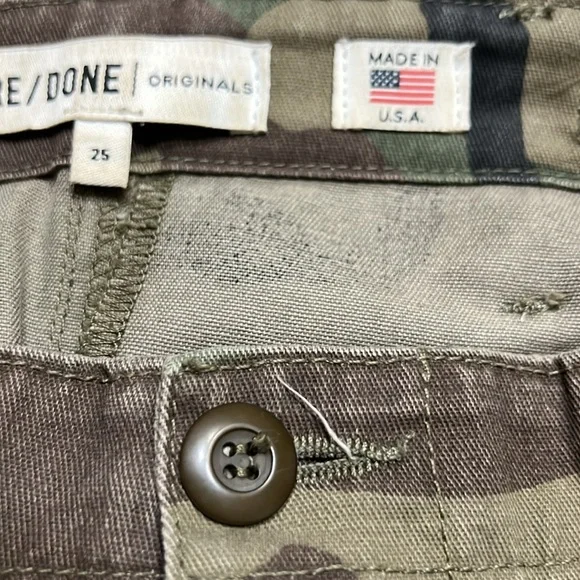 RE/DONE | ORIGINALS
MADE IN
U.S.A.
25